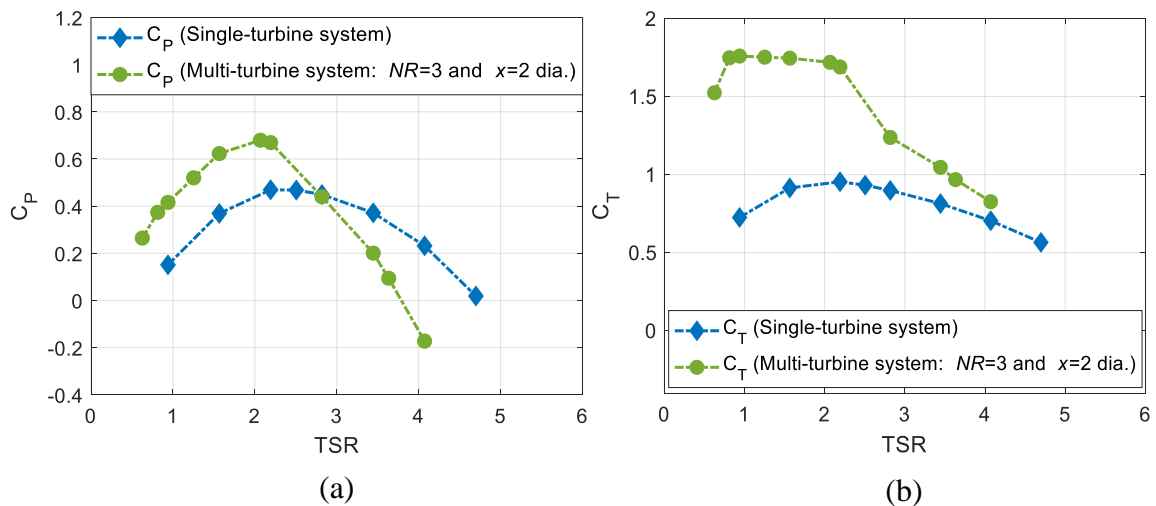 1.2
1
0.8
0.6
0.4
0.2
0
-0.2
-0.4
C_P
C_P (Single-turbine system)
C_P (Multi-turbine system: NR=3 and x=2 dia.)
0 1 2 3 4 5 6
TSR
(a)
2
1.5
1
0.5
0
C_T
C_T (Single-turbine system)
C_T (Multi-turbine system: NR=3 and x=2 dia.)
0 1 2 3 4 5 6
TSR
(b)